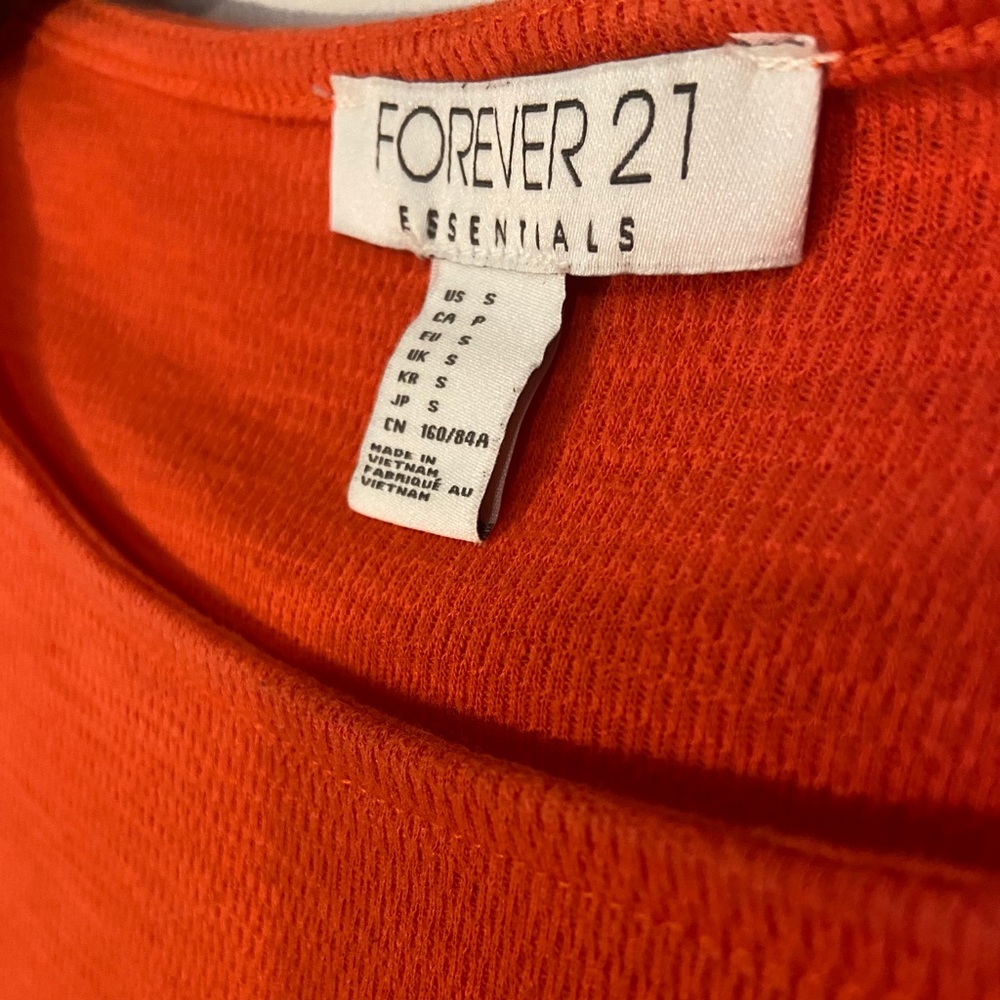 FOREVER 21
ESSENTIALS
US S
CA P
EU S
UK S
KR S
JP S
CN 160/84A
MADE IN
VIETNAM
FABRIQUÉ AU
VIETNAM